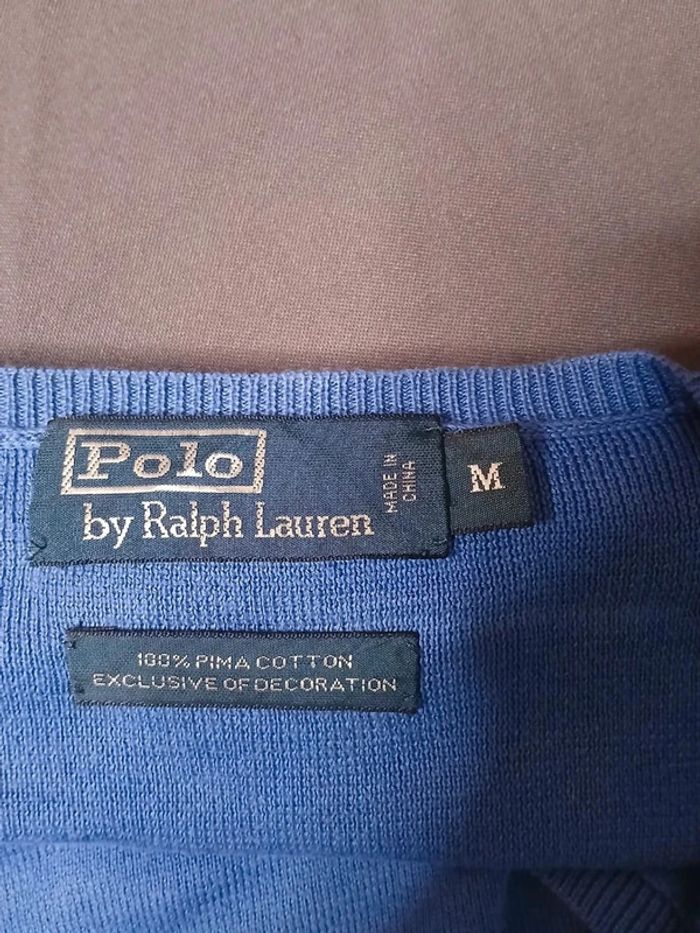 Polo
by Ralph Lauren
MADE IN
CHINA
M
100% PIMA COTTON
EXCLUSIVE OF DECORATION